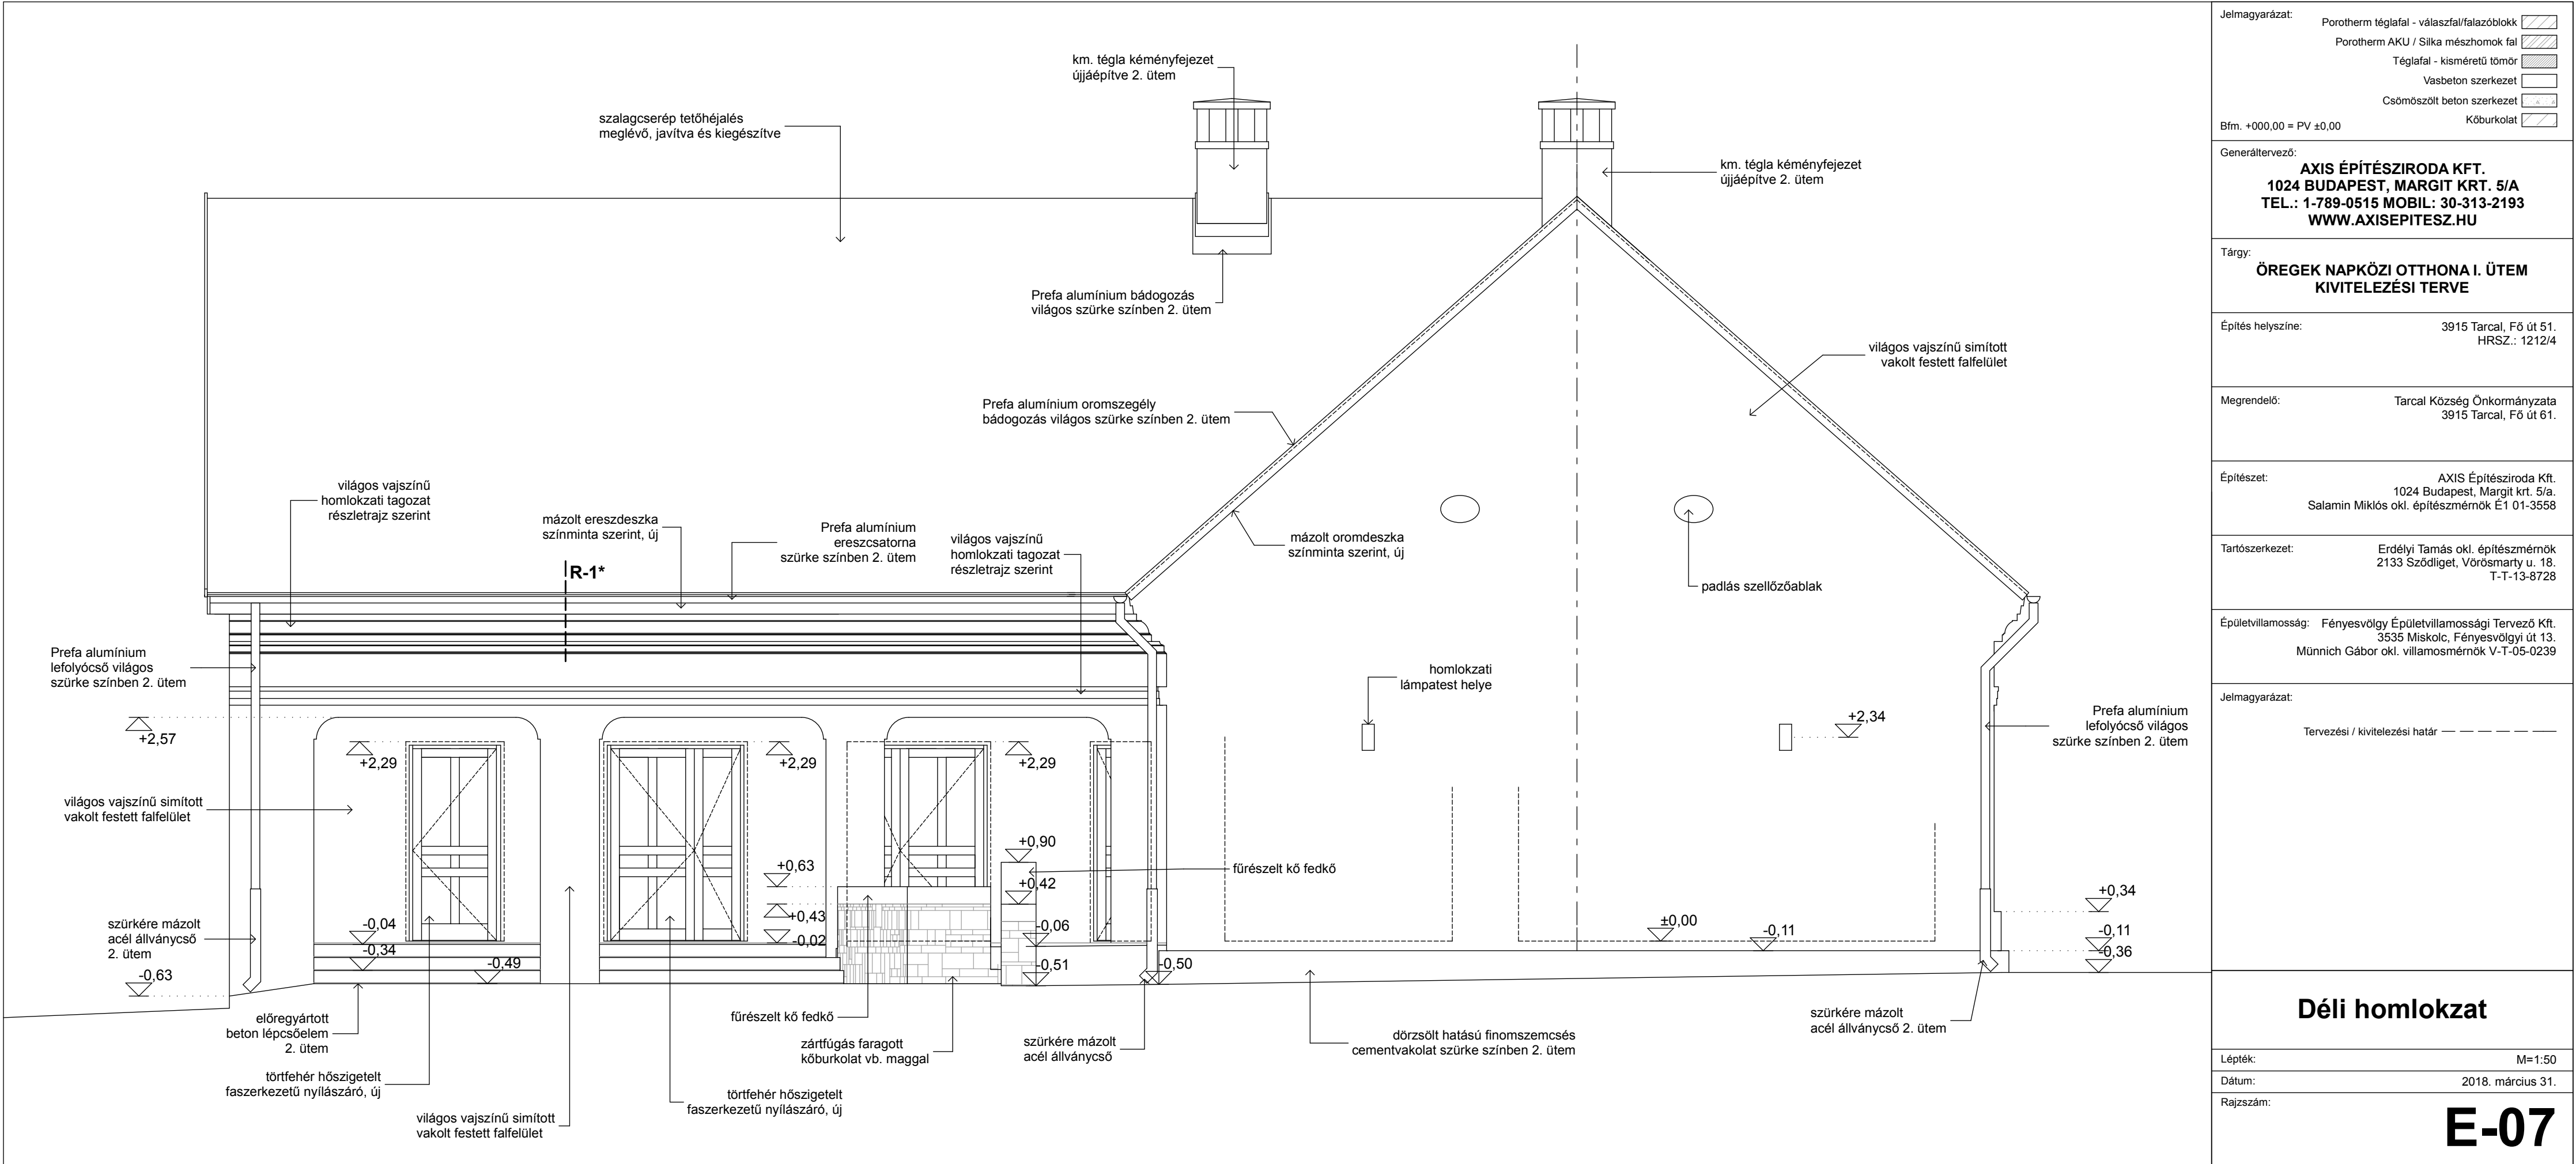 km. tégla kéményfejezet
újjáépítve 2. ütem
szalagcserép tetőhéjalés
meglévő, javítva és kiegészítve
km. tégla kéményfejezet
újjáépítve 2. ütem
Prefa alumínium bádogozás
világos szürke színben 2. ütem
világos vajszínű simított
vakolt festett falfelület
Prefa alumínium oromszegély
bádogozás világos szürke színben 2. ütem
világos vajszínű
homlokzati tagozat
részletrajz szerint
mázolt ereszdeszka
színminta szerint, új
Prefa alumínium
ereszcsatorna
szürke színben 2. ütem
világos vajszínű
homlokzati tagozat
részletrajz szerint
mázolt oromdeszka
színminta szerint, új
padlás szellőzőablak
R-1*
Prefa alumínium
lefolyócső világos
szürke színben 2. ütem
homlokzati
lámpatest helye
Prefa alumínium
lefolyócső világos
szürke színben 2. ütem
+2,57
+2,29
+2,29
+2,29
+2,34
világos vajszínű simított
vakolt festett falfelület
+0,90
+0,63
+0,42
fűrészelt kő fedkő
+0,43
-0,02
-0,06
-0,51
-0,50
±0,00
-0,11
+0,34
-0,11
-0,36
szürkére mázolt
acél állványcső
2. ütem
-0,04
-0,34
-0,49
-0,63
előregyártott
beton lépcsőelem
2. ütem
törtfehér hőszigetelt
faszerkezetű nyílászáró, új
világos vajszínű simított
vakolt festett falfelület
törtfehér hőszigetelt
faszerkezetű nyílászáró, új
fűrészelt kő fedkő
zártfúgás faragott
kőburkolat vb. maggal
szürkére mázolt
acél állványcső
dörzsölt hatású finomszemcsés
cementvakolat szürke színben 2. ütem
szürkére mázolt
acél állványcső 2. ütem
Jelmagyarázat:
Porotherm téglafal - válaszfal/falazóblokk
Porotherm AKU / Silka mészhomok fal
Téglafal - kisméretű tömör
Vasbeton szerkezet
Csömöszölt beton szerkezet
Kőburkolat
Bfm. +000,00 = PV ±0,00
Generáltervező:
AXIS ÉPÍTÉSZIRODA KFT.
1024 BUDAPEST, MARGIT KRT. 5/A
TEL.: 1-789-0515 MOBIL: 30-313-2193
WWW.AXISEPITESZ.HU
Tárgy:
ÖREGEK NAPKÖZI OTTHONA I. ÜTEM
KIVITELEZÉSI TERVE
Építés helyszíne: 3915 Tarcal, Fő út 51.
HRSZ.: 1212/4
Megrendelő: Tarcal Község Önkormányzata
3915 Tarcal, Fő út 61.
Építészet: AXIS Építésziroda Kft.
1024 Budapest, Margit krt. 5/a.
Salamin Miklós okl. építészmérnök É1 01-3558
Tartószerkezet: Erdélyi Tamás okl. építészmérnök
2133 Sződliget, Vörösmarty u. 18.
T-T-13-8728
Épületvillamosság: Fényesvölgy Épületvillamossági Tervező Kft.
3535 Miskolc, Fényesvölgyi út 13.
Münnich Gábor okl. villamosmérnök V-T-05-0239
Jelmagyarázat:
Tervezési / kivitelezési határ
Déli homlokzat
Lépték: M=1:50
Dátum: 2018. március 31.
Rajzszám:
E-07